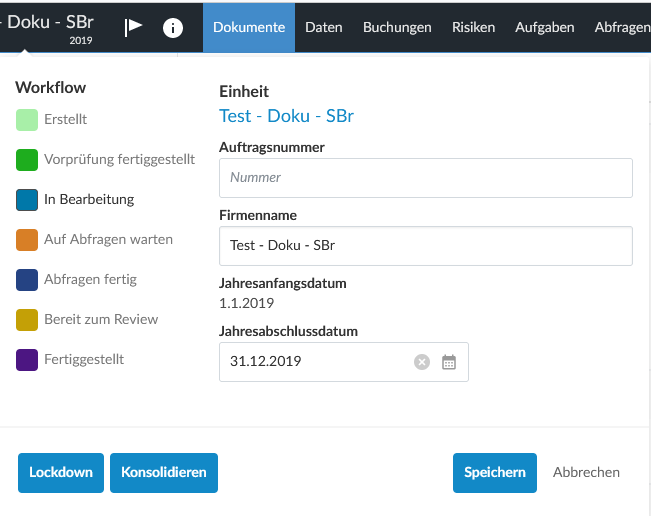 - Doku - SBr
2019
Dokumente Daten Buchungen Risiken Aufgaben Abfragen
Workflow
Erstellt
Vorprüfung fertiggestellt
In Bearbeitung
Auf Abfragen warten
Abfragen fertig
Bereit zum Review
Fertiggestellt
Einheit
Test - Doku - SBr
Auftragsnummer
Nummer
Firmenname
Test - Doku - SBr
Jahresanfangsdatum
1.1.2019
Jahresabschlussdatum
31.12.2019
Lockdown Konsolidieren Speichern Abbrechen